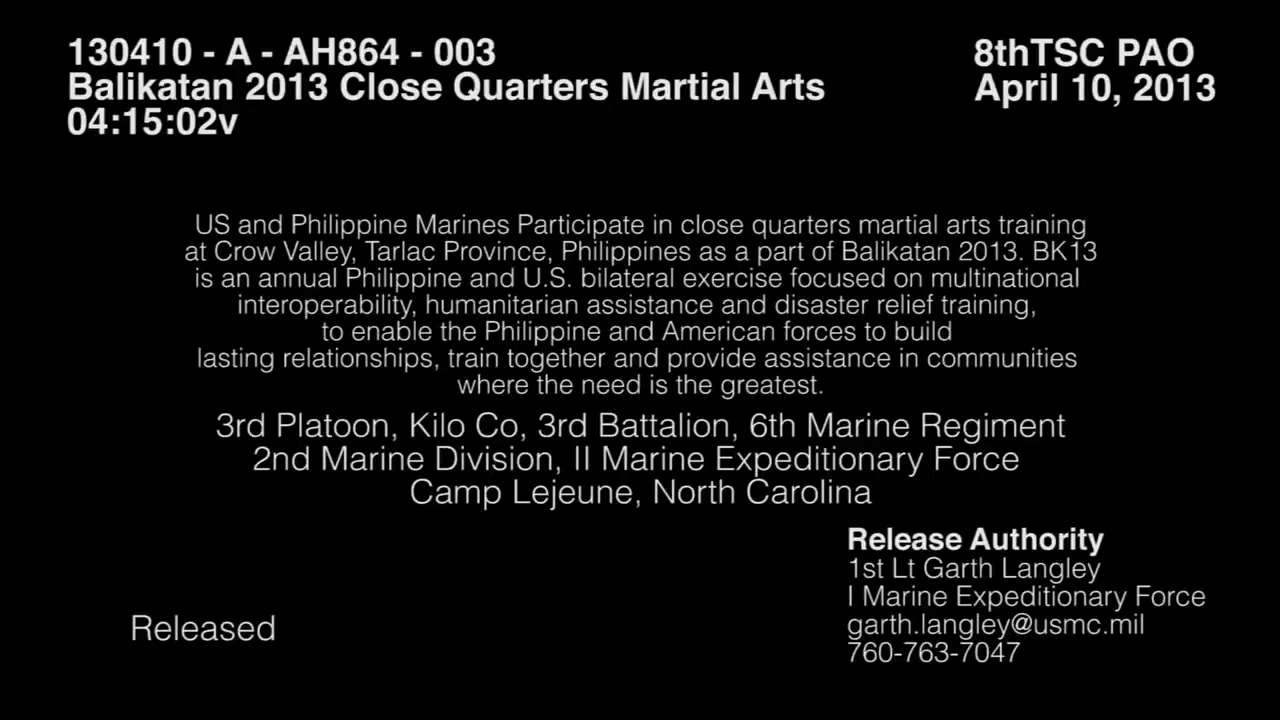 130410 - A - AH864 - 003
Balikatan 2013 Close Quarters Martial Arts
04:15:02v
8thTSC PAO
April 10, 2013
US and Philippine Marines Participate in close quarters martial arts training
at Crow Valley, Tarlac Province, Philippines as a part of Balikatan 2013. BK13
is an annual Philippine and U.S. bilateral exercise focused on multinational
interoperability, humanitarian assistance and disaster relief training,
to enable the Philippine and American forces to build
lasting relationships, train together and provide assistance in communities
where the need is the greatest.
3rd Platoon, Kilo Co, 3rd Battalion, 6th Marine Regiment
2nd Marine Division, II Marine Expeditionary Force
Camp Lejeune, North Carolina
Release Authority
1st Lt Garth Langley
I Marine Expeditionary Force
garth.langley@usmc.mil
760-763-7047
Released